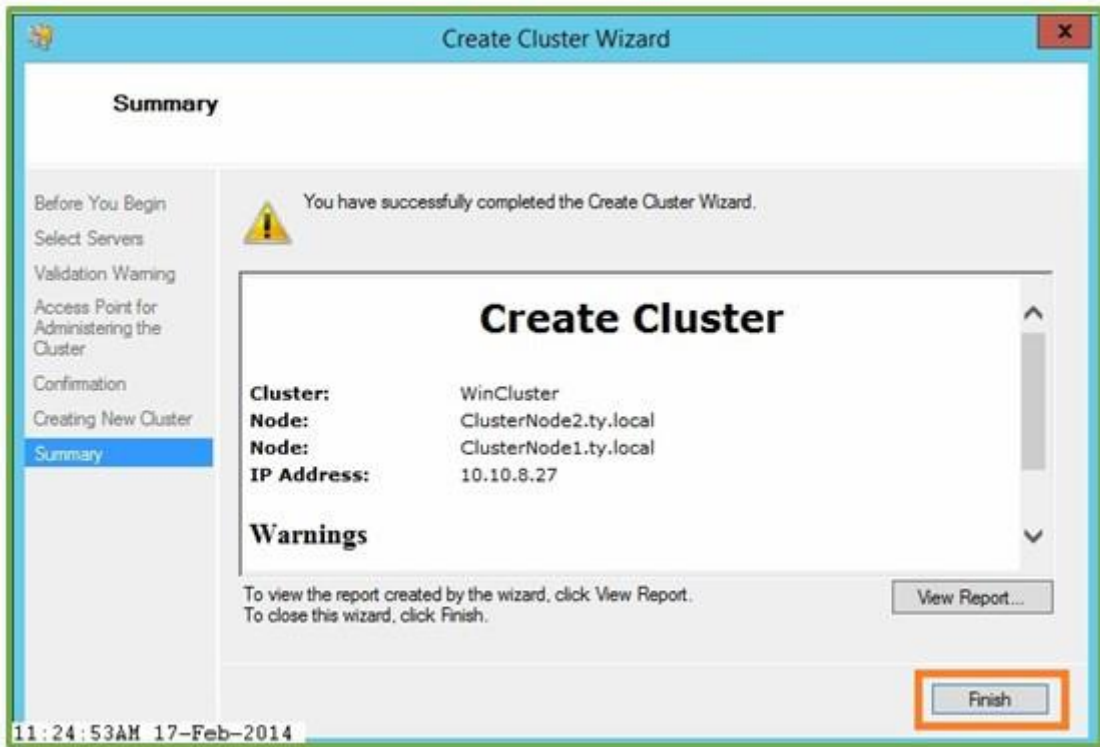 Create Cluster Wizard
x
Summary
Before You Begin
Select Servers
Validation Warning
Access Point for
Administering the
Cluster
Confirmation
Creating New Cluster
Summary
You have successfully completed the Create Cluster Wizard.
Create Cluster
Cluster: WinCluster
Node: ClusterNode2.ty.local
Node: ClusterNode1.ty.local
IP Address: 10.10.8.27
Warnings
To view the report created by the wizard, click View Report.
To close this wizard, click Finish.
View Report...
Finish
11:24:53AM 17-Feb-2014